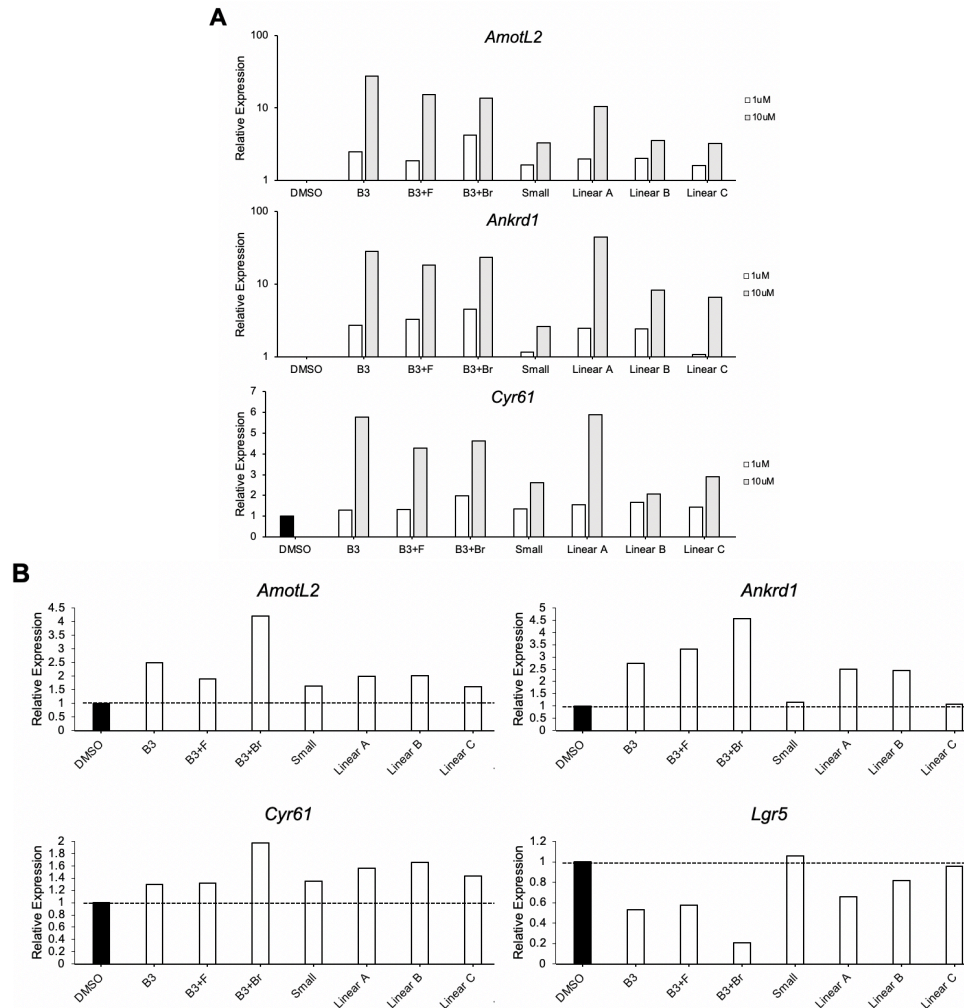 A
AmotL2
Relative Expression
100
10
1
DMSO B3 B3+F B3+Br Small Linear A Linear B Linear C
1uM
10uM
Ankrd1
Relative Expression
100
10
1
DMSO B3 B3+F B3+Br Small Linear A Linear B Linear C
1uM
10uM
Cyr61
Relative Expression
7
6
5
4
3
2
1
0
DMSO B3 B3+F B3+Br Small Linear A Linear B Linear C
1uM
10uM
B
AmotL2
Relative Expression
4.5
4
3.5
3
2.5
2
1.5
1
0.5
0
DMSO B3 B3+F B3+Br Small Linear A Linear B Linear C
Ankrd1
Relative Expression
5
4.5
4
3.5
3
2.5
2
1.5
1
0.5
0
DMSO B3 B3+F B3+Br Small Linear A Linear B Linear C
Cyr61
Relative Expression
2
1.8
1.6
1.4
1.2
1
0.8
0.6
0.4
0.2
0
DMSO B3 B3+F B3+Br Small Linear A Linear B Linear C
Lgr5
Relative Expression
1.2
1
0.8
0.6
0.4
0.2
0
DMSO B3 B3+F B3+Br Small Linear A Linear B Linear C